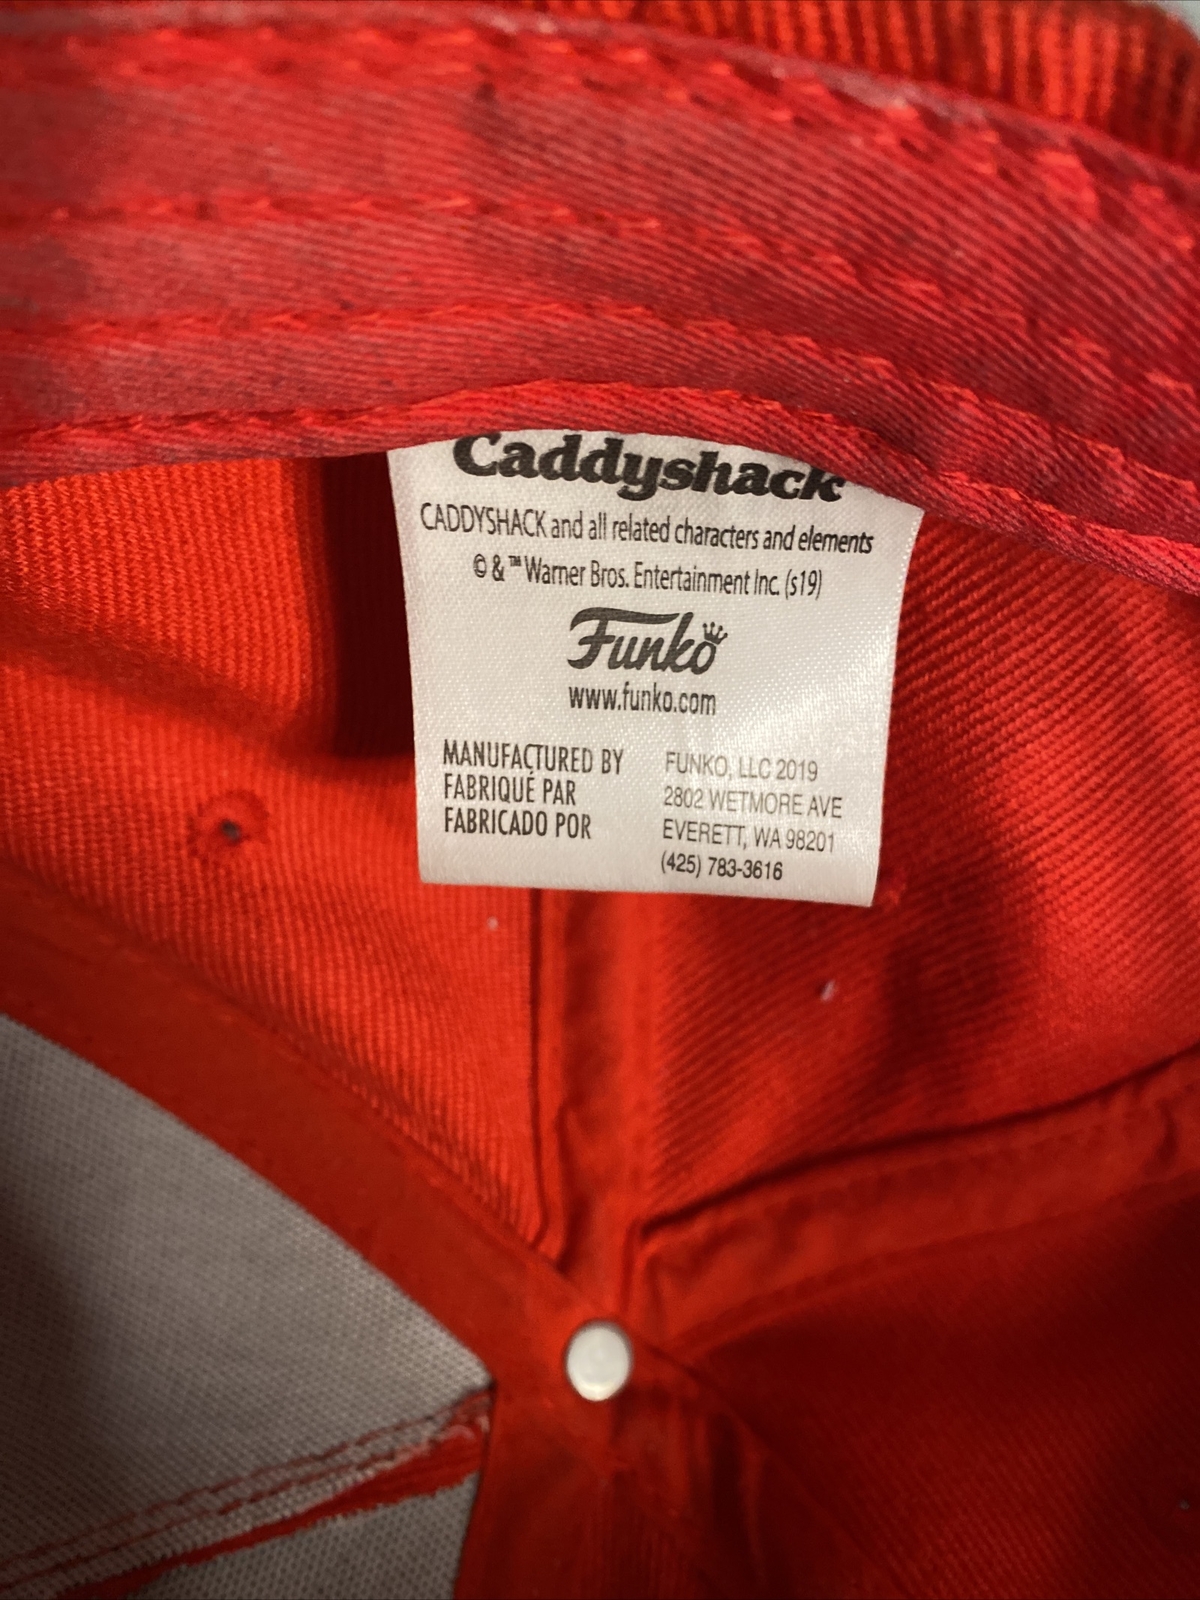 Caddyshack
CADDYSHACK and all related characters and elements
© & ™ Warner Bros. Entertainment Inc. (s19)
Funko
www.funko.com
MANUFACTURED BY
FABRIQUÉ PAR
FABRICADO POR
FUNKO, LLC 2019
2802 WETMORE AVE
EVERETT, WA 98201
(425) 783-3616